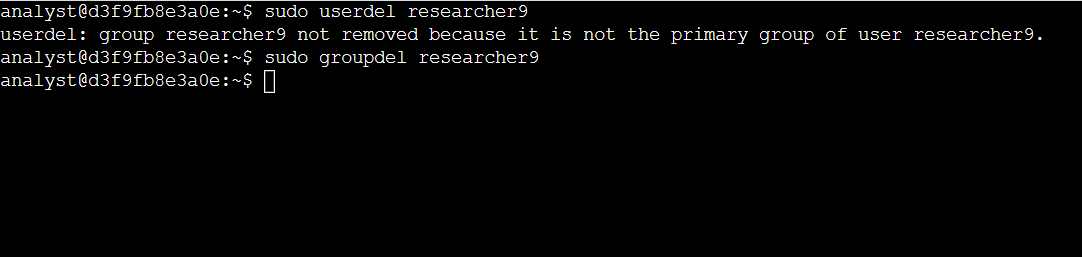 analyst@d3f9fb8e3a0e:~$ sudo userdel researcher9
userdel: group researcher9 not removed because it is not the primary group of user researcher9.
analyst@d3f9fb8e3a0e:~$ sudo groupdel researcher9
analyst@d3f9fb8e3a0e:~$